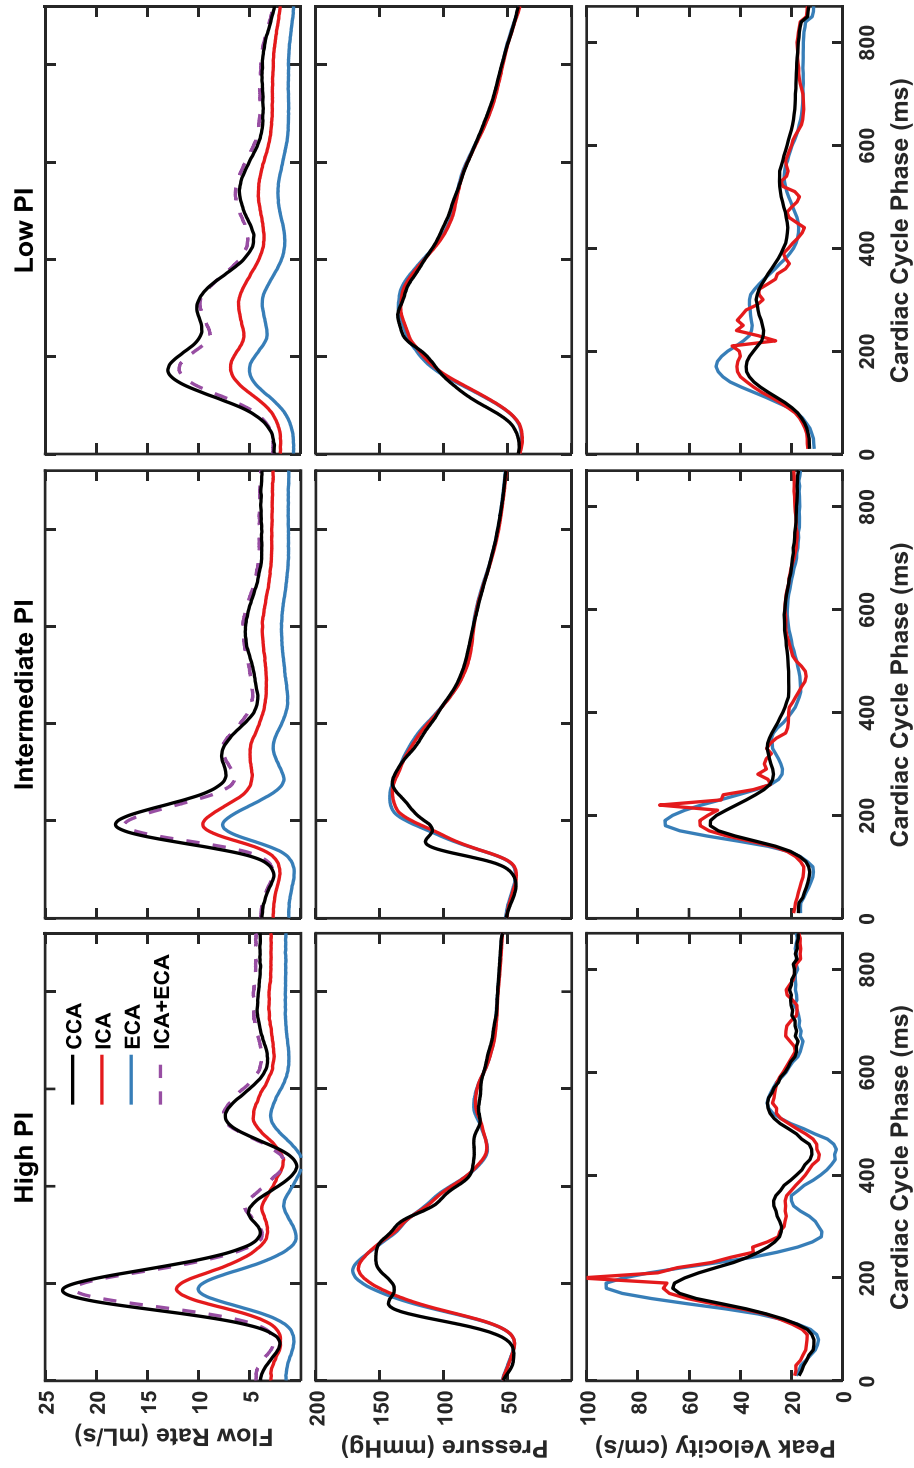 High PI
Intermediate PI
Low PI
Flow Rate (mL/s)
25
20
15
10
5
CCA
ICA
ECA
ICA+ECA
Pressure (mmHg)
200
150
100
50
Peak Velocity (cm/s)
100
80
60
40
20
0
0
200
400
600
800
0
200
400
600
800
0
200
400
600
800
Cardiac Cycle Phase (ms)
Cardiac Cycle Phase (ms)
Cardiac Cycle Phase (ms)